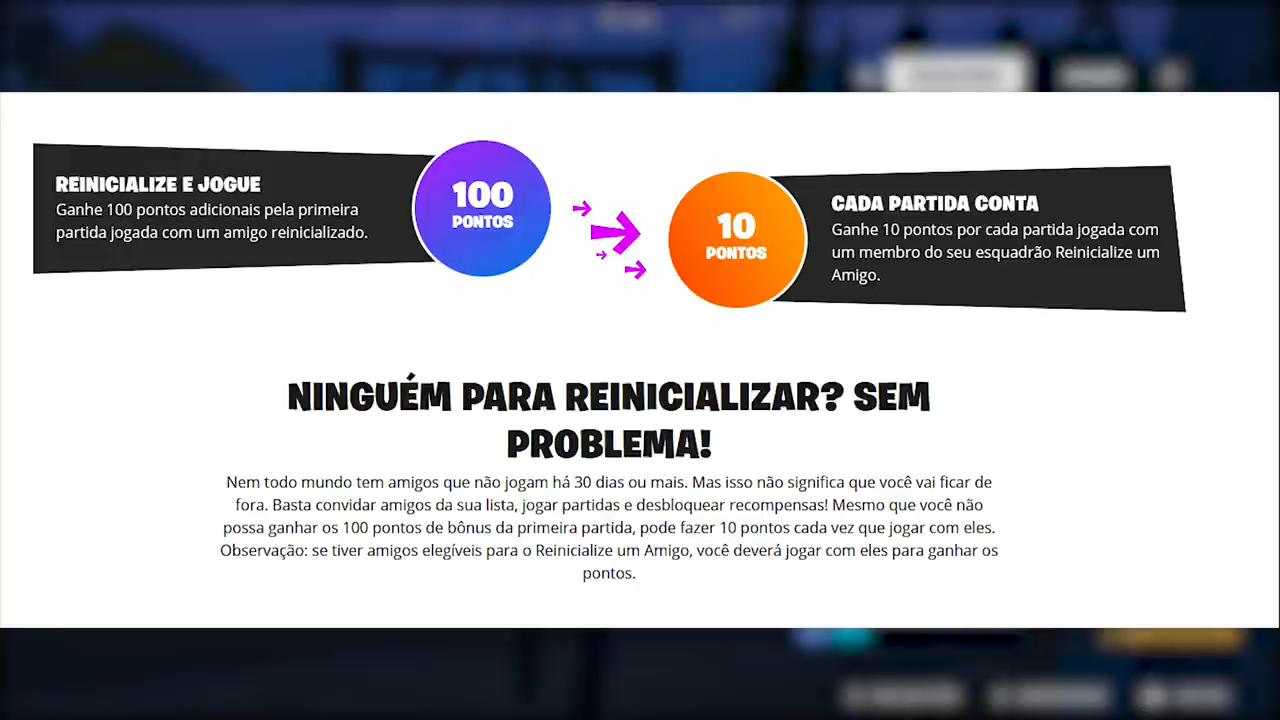 REINICIALIZE E JOGUE
Ganhe 100 pontos adicionais pela primeira
partida jogada com um amigo reinicializado.
100
PONTOS
10
PONTOS
CADA PARTIDA CONTA
Ganhe 10 pontos por cada partida jogada com
um membro do seu esquadrão Reinicialize um
Amigo.
NINGUÉM PARA REINICIALIZAR? SEM
PROBLEMA!
Nem todo mundo tem amigos que não jogam há 30 dias ou mais. Mas isso não significa que você vai ficar de
fora. Basta convidar amigos da sua lista, jogar partidas e desbloquear recompensas! Mesmo que você não
possa ganhar os 100 pontos de bônus da primeira partida, pode fazer 10 pontos cada vez que jogar com eles.
Observação: se tiver amigos elegíveis para o Reinicialize um Amigo, você deverá jogar com eles para ganhar os
pontos.